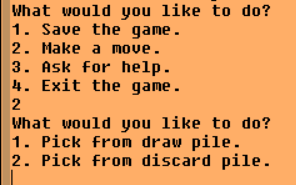 What would you like to do?
1. Save the game.
2. Make a move.
3. Ask for help.
4. Exit the game.
2
What would you like to do?
1. Pick from draw pile.
2. Pick from discard pile.